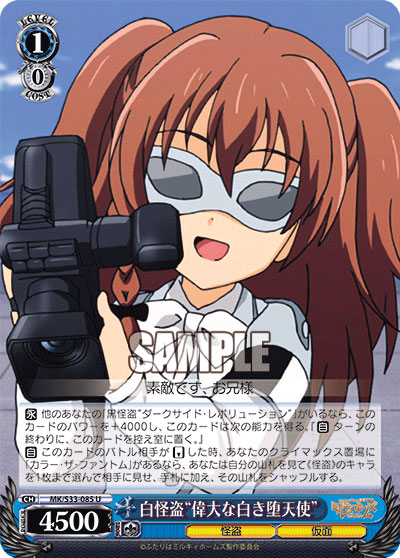 LEVEL
1
0
COST
SAMPLE
素敵です、お兄様
永 他のあなたの「黒怪盗“ダークサイド・レボリューション”」がいるなら、この
カードのパワーを+4000し、このカードは次の能力を得る。『自 ターンの
終わりに、このカードを控室に置く。』
自 このカードのバトル相手が【リバース】した時、あなたのクライマックス置場に
「カラー・ザ・ファントム」があるなら、あなたは自分の山札を見て《怪盗》のキャラ
を1枚まで選んで相手に見せ、手札に加え、その山札をシャッフルする。
CH MK/S33-085 U
POWER
4500
白怪盗“偉大な白き堕天使”
怪盗
仮面
©ふたりはミルキィホームズ製作委員会